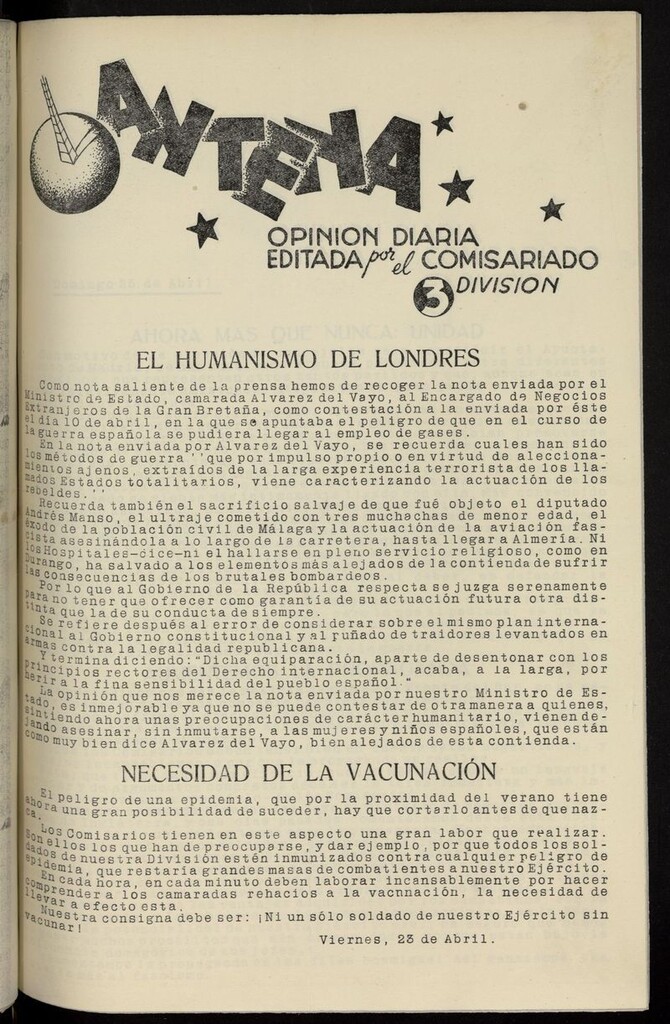 ANTENA
OPINION DIARIA
EDITADA por el COMISARIADO
3 DIVISION
EL HUMANISMO DE LONDRES
Como nota saliente de la prensa hemos de recoger la nota enviada por el
Ministro de Estado, camarada Alvarez del Vayo, al Encargado de Negocios
Extranjeros de la Gran Bretaña, como contestación a la enviada por éste
el día 10 de abril, en la que se apuntaba el peligro de que en el curso de
la guerra española se pudiera llegar al empleo de gases.
En la nota enviada por Alvarez del Vayo, se recuerda cuales han sido
los métodos de guerra ''que por impulso propio o en virtud de alecciona-
mientos ajenos, extraídos de la larga experiencia terrorista de los lla-
mados Estados totalitarios, viene caracterizando la actuación de los
rebeldes.''
Recuerda también el sacrificio salvaje de que fué objeto el diputado
Andrés Manso, el ultraje cometido con tres muchachas de menor edad, el
éxodo de la población civil de Málaga y la actuación de la aviación fas-
cista asesinándola a lo largo de la carretera, hasta llegar a Almería. Ni
los Hospitales-dice-ni el hallarse en pleno servicio religioso, como en
Durango, ha salvado a los elementos más alejados de la contienda de sufrir
las consecuencias de los brutales bombardeos.
Por lo que al Gobierno de la República respecta se juzga serenamente
para no tener que ofrecer como garantía de su actuación futura otra dis-
tinta que la de su conducta de siempre.
Se refiere después al error de considerar sobre el mismo plan interna-
cional al Gobierno constitucional y al puñado de traidores levantados en
armas contra la legalidad republicana.
Y termina diciendo: "Dicha equiparación, aparte de desentonar con los
principios rectores del Derecho internacional, acaba, a la larga, por
herir a la fina sensibilidad del pueblo español."
La opinión que nos merece la nota enviada por nuestro Ministro de Es-
tado, es inmejorable ya que no se puede contestar de otra manera a quienes,
sintiendo ahora unas preocupaciones de carácter humanitario, vienen de-
jando asesinar, sin inmutarse, a las mujeres y niños españoles, que están
como muy bien dice Alvarez del Vayo, bien alejados de esta contienda.
NECESIDAD DE LA VACUNACIÓN
El peligro de una epidemia, que por la proximidad del verano tiene
ahora una gran posibilidad de suceder, hay que cortarlo antes de que naz-
ca.
Los Comisarios tienen en este aspecto una gran labor que realizar.
Son ellos los que han de preocuparse, y dar ejemplo, por que todos los sol-
dados de nuestra División estén inmunizados contra cualquier peligro de
epidemia, que restaría grandes masas de combatientes a nuestro Ejército.
En cada hora, en cada minuto deben laborar incansablemente por hacer
comprender a los camaradas rehacios a la vacnnación, la necesidad de
llevar a efecto esta.
Nuestra consigna debe ser: ¡Ni un sólo soldado de nuestro Ejército sin
vacunar!
Viernes, 23 de Abril.